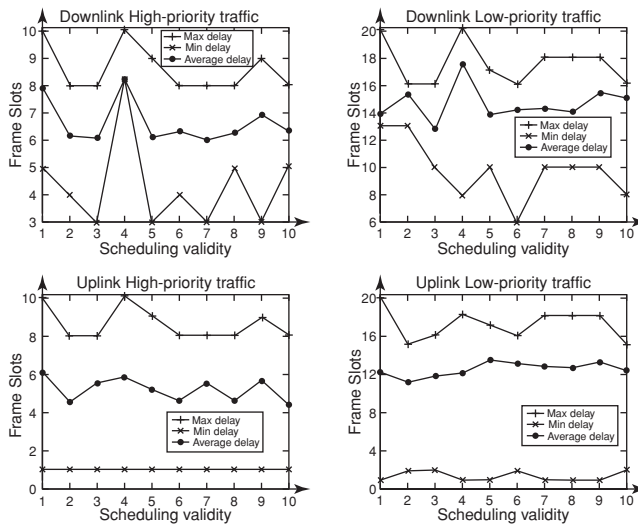 Downlink High-priority traffic
10
9
8
7
6
5
4
3
Frame Slots
Max delay
Min delay
Average delay
1 2 3 4 5 6 7 8 9 10
Scheduling validity
Downlink Low-priority traffic
20
18
16
14
12
10
8
6
Frame Slots
Max delay
Min delay
Average delay
1 2 3 4 5 6 7 8 9 10
Scheduling validity
Uplink High-priority traffic
10
8
6
4
2
1
0
Frame Slots
Max delay
Min delay
Average delay
1 2 3 4 5 6 7 8 9 10
Scheduling validity
Uplink Low-priority traffic
20
16
12
8
4
0
Frame Slots
Max delay
Min delay
Average delay
1 2 3 4 5 6 7 8 9 10
Scheduling validity